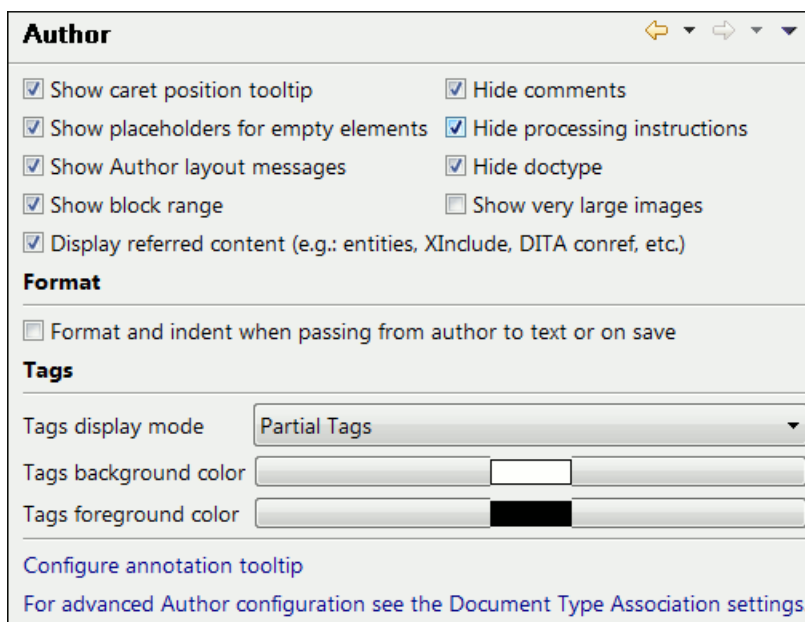 Author
Show caret position tooltip
Hide comments
Show placeholders for empty elements
Hide processing instructions
Show Author layout messages
Hide doctype
Show block range
Show very large images
Display referred content (e.g.: entities, XInclude, DITA conref, etc.)
Format
Format and indent when passing from author to text or on save
Tags
Tags display mode
Partial Tags
Tags background color
Tags foreground color
Configure annotation tooltip
For advanced Author configuration see the Document Type Association settings